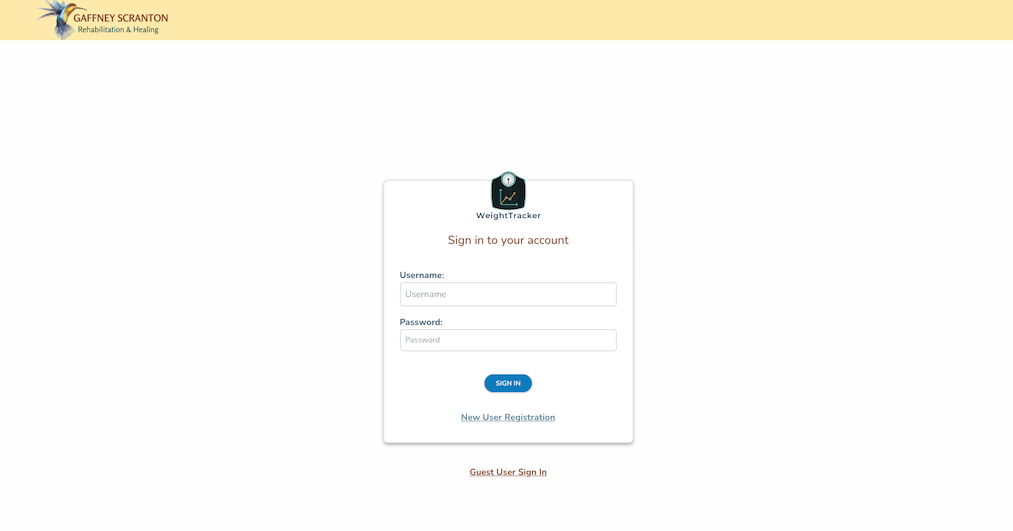 GAFFNEY SCRANTON
Rehabilitation & Healing
WeightTracker
Sign in to your account
Username:
Username
Password:
Password
SIGN IN
New User Registration
Guest User Sign In